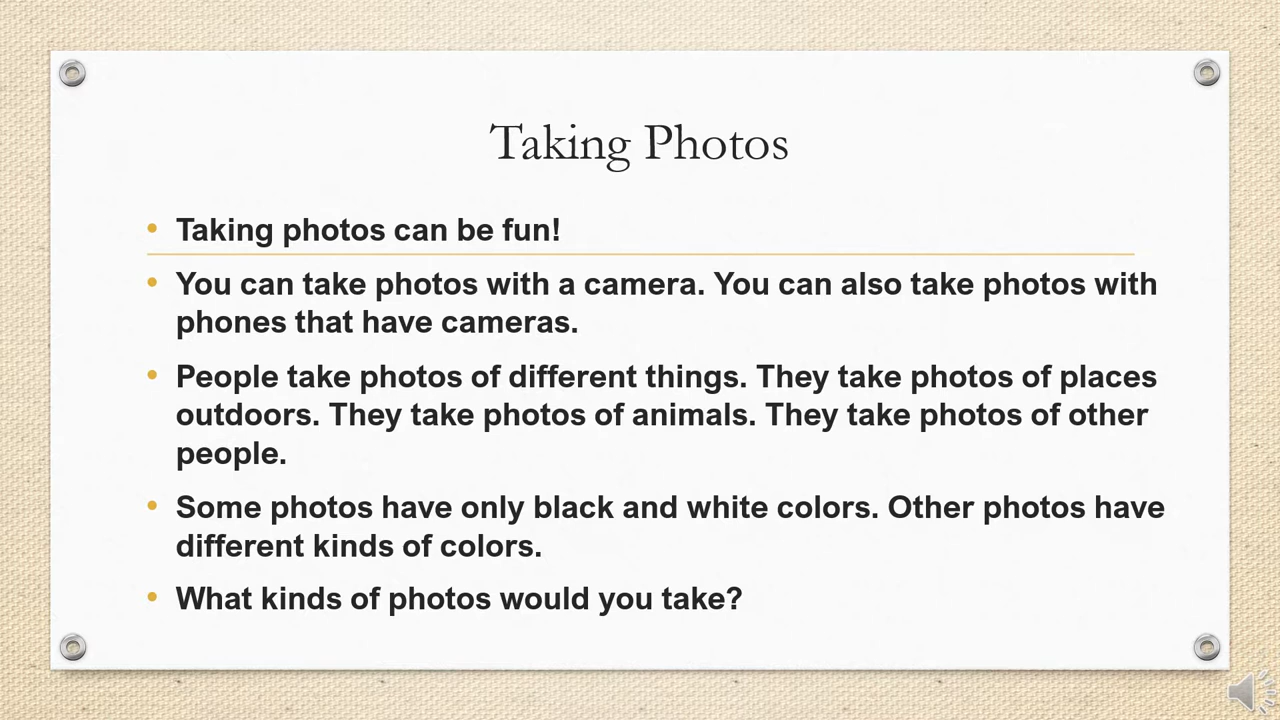 Taking Photos
• Taking photos can be fun!
• You can take photos with a camera. You can also take photos with
phones that have cameras.
• People take photos of different things. They take photos of places
outdoors. They take photos of animals. They take photos of other
people.
• Some photos have only black and white colors. Other photos have
different kinds of colors.
• What kinds of photos would you take?